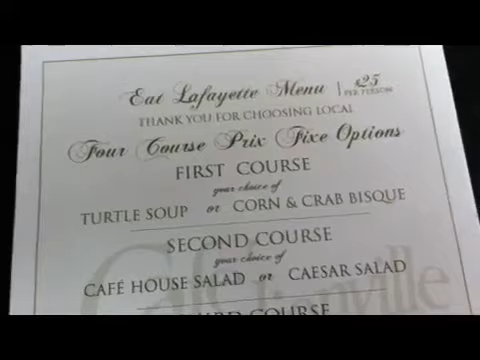 Eat Lafayette Menu | $25
PER PERSON
THANK YOU FOR CHOOSING LOCAL
Four Course Prix Fixe Options
FIRST COURSE
your choice of
TURTLE SOUP or CORN & CRAB BISQUE
SECOND COURSE
your choice of
CAFÉ HOUSE SALAD or CAESAR SALAD
COURSE